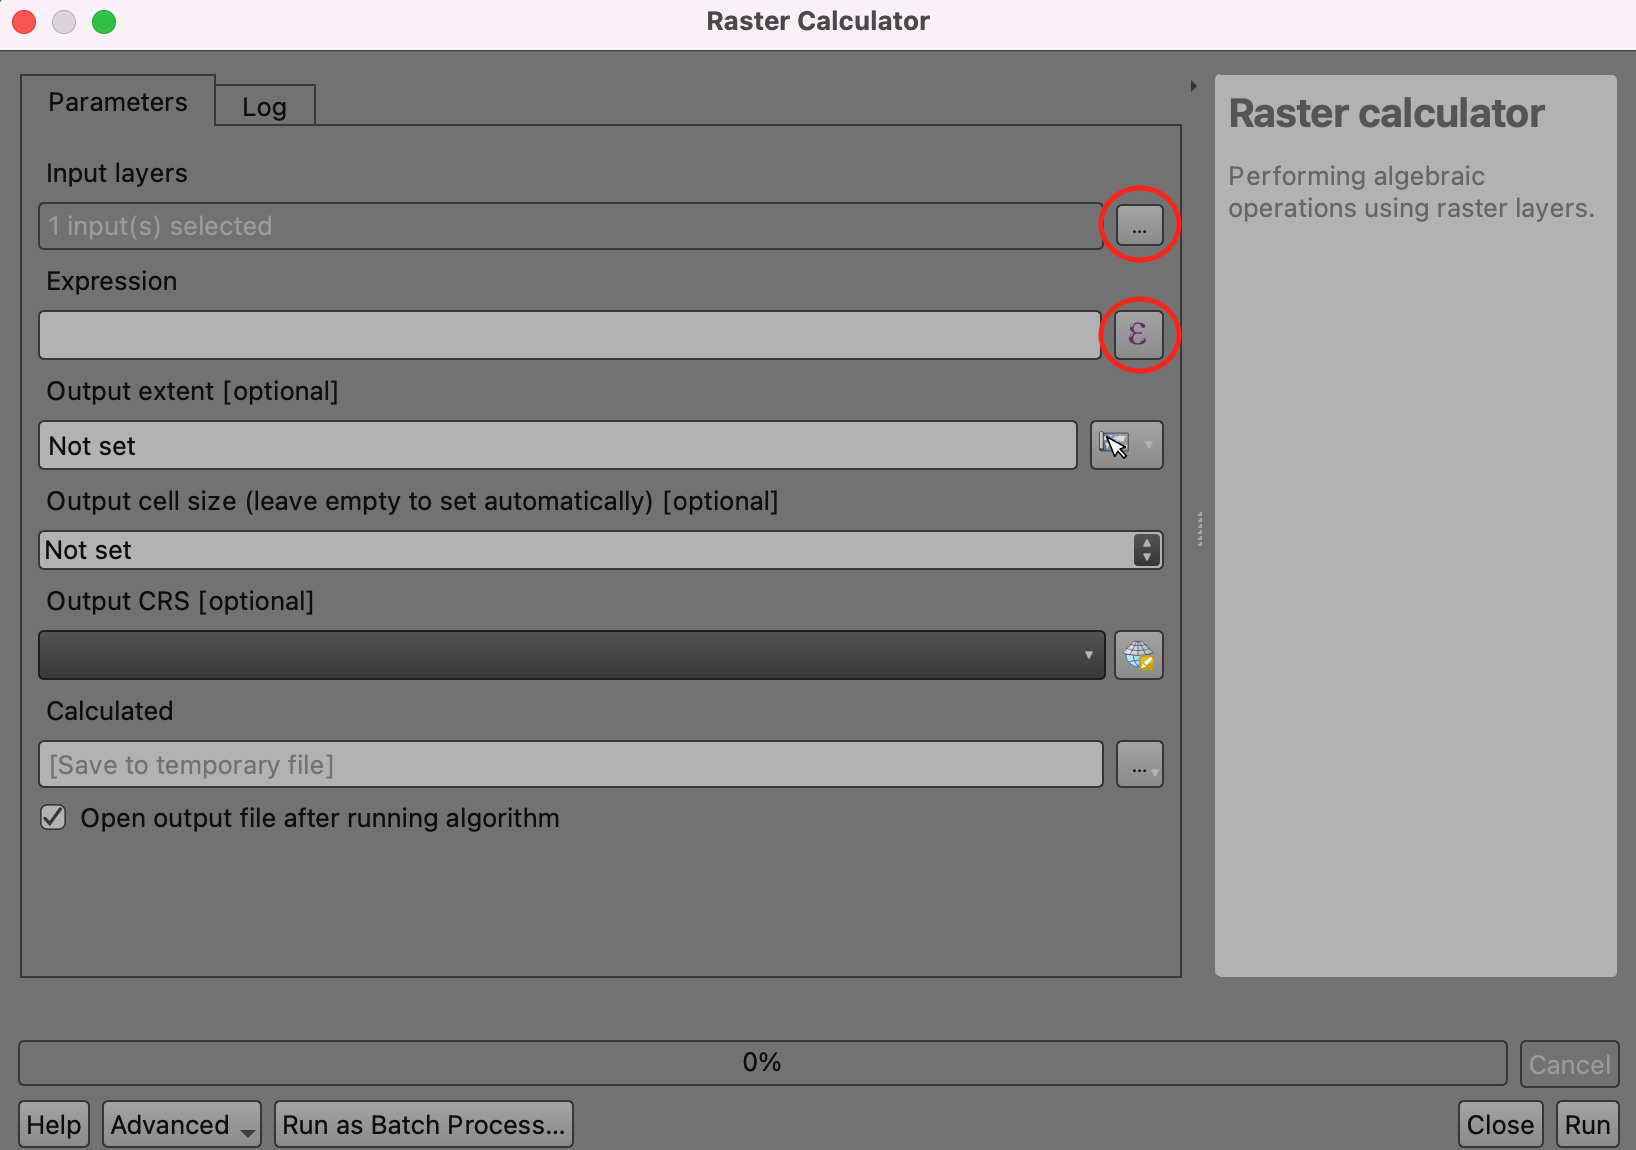 Raster Calculator
Parameters
Log
Input layers
1 input(s) selected
...
Expression
ε
Output extent [optional]
Not set
Output cell size (leave empty to set automatically) [optional]
Not set
Output CRS [optional]
Calculated
[Save to temporary file]
...
Open output file after running algorithm
Raster calculator
Performing algebraic
operations using raster layers.
0%
Cancel
Help
Advanced
Run as Batch Process...
Close
Run